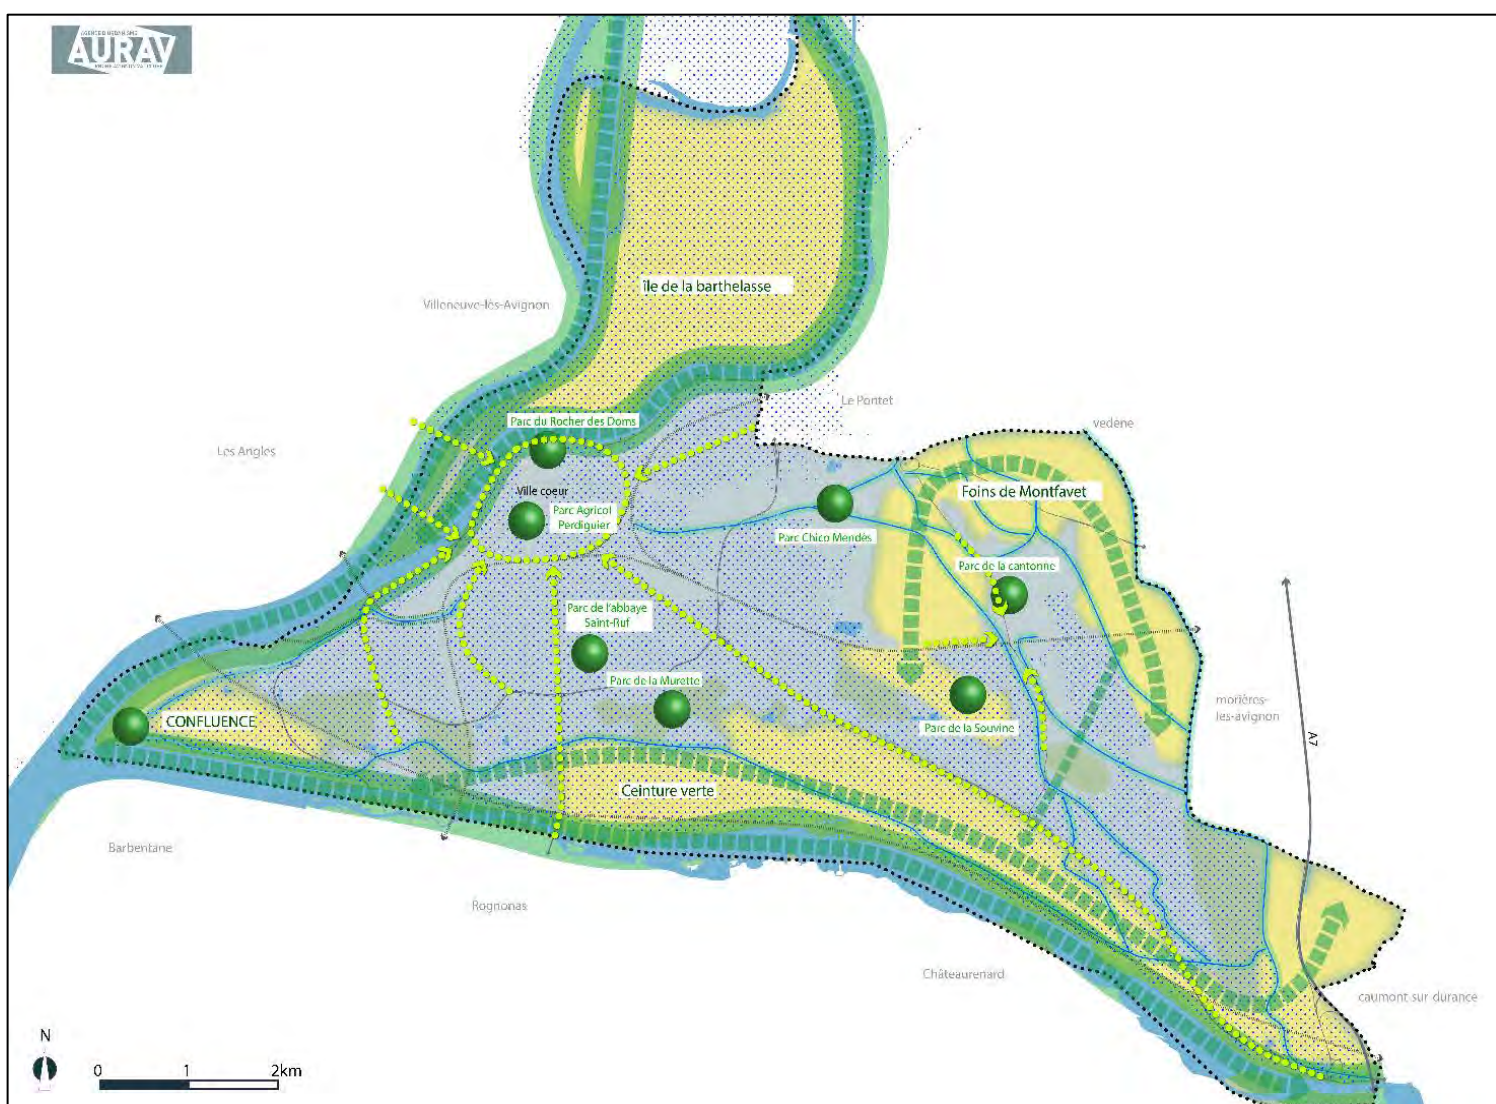 AURAV
île de la barthelasse
Villeneuve-lès-Avignon
Le Pontet
vedène
Parc du Rocher des Doms
Les Angles
Ville coeur
Foins de Montfavet
Parc Agricol
Perdiguier
Parc Chico Mendès
Parc de la cantonne
Parc de l'abbaye
Saint-Ruf
Parc de la Murette
morières-
les-avignon
CONFLUENCE
Parc de la Souvine
A7
Ceinture verte
Barbentane
Rognonas
Châteaurenard
caumont sur durance
N
0 1 2km